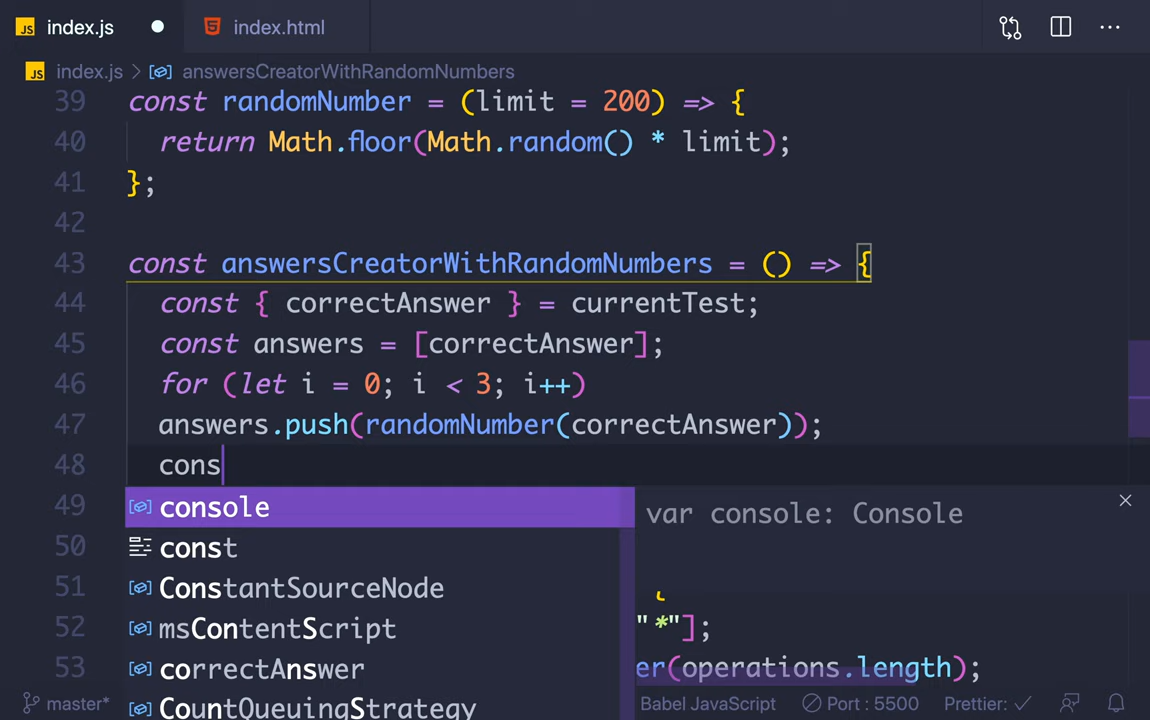 JS index.js
index.html
JS index.js > answersCreatorWithRandomNumbers
39 const randomNumber = (limit = 200) => {
40 return Math.floor(Math.random() * limit);
41 };
42
43 const answersCreatorWithRandomNumbers = () => {
44 const { correctAnswer } = currentTest;
45 const answers = [correctAnswer];
46 for (let i = 0; i < 3; i++)
47 answers.push(randomNumber(correctAnswer));
48 cons
49 console
var console: Console
50 const
51 ConstantSourceNode
{
52 msContentScript
"*"];
53 correctAnswer
er(operations.length);
CountQueuingStrategy
master*
Babel JavaScript
Port : 5500
Prettier: ✓